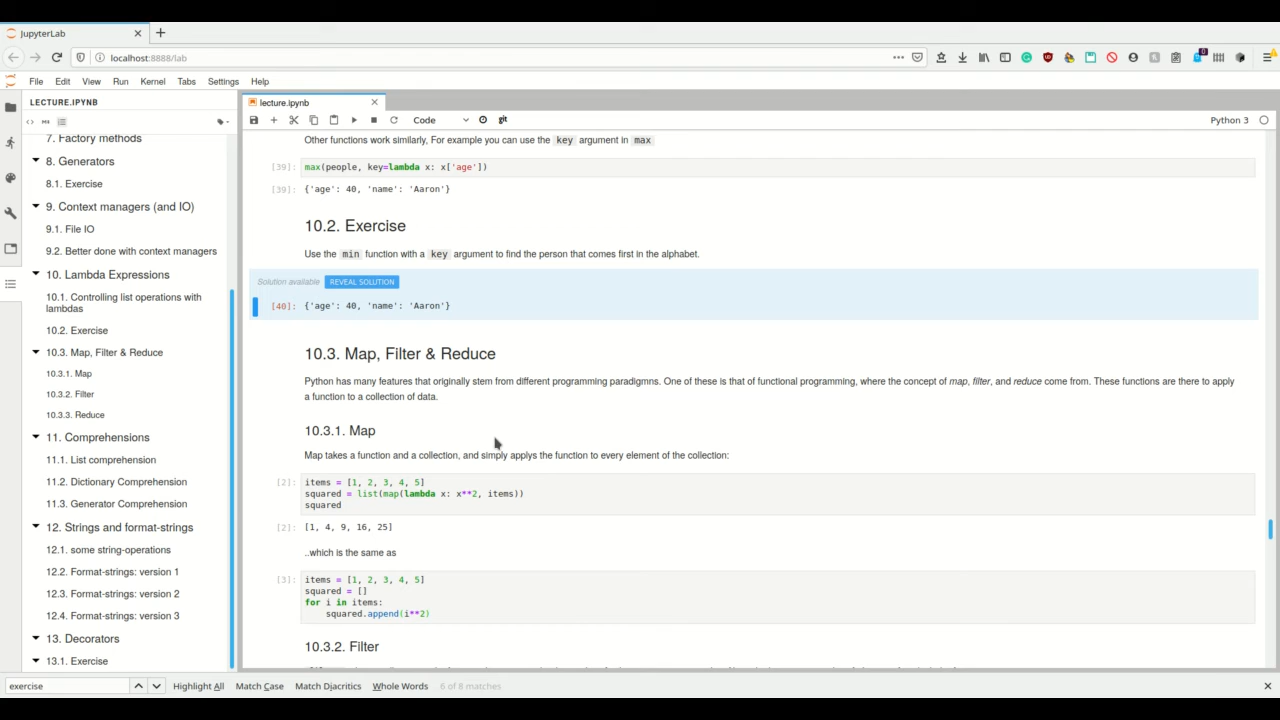 JupyterLab
localhost:8888/lab
0
File Edit View Run Kernel Tabs Settings Help
LECTURE.IPYNB
7. Factory methods
8. Generators
8.1. Exercise
9. Context managers (and IO)
9.1. File IO
9.2. Better done with context managers
10. Lambda Expressions
10.1. Controlling list operations with
lambdas
10.2. Exercise
10.3. Map, Filter & Reduce
10.3.1. Map
10.3.2. Filter
10.3.3. Reduce
11. Comprehensions
11.1. List comprehension
11.2. Dictionary Comprehension
11.3. Generator Comprehension
12. Strings and format-strings
12.1. some string-operations
12.2. Format-strings: version 1
12.3. Format-strings: version 2
12.4. Format-strings: version 3
13. Decorators
13.1. Exercise
lecture.ipynb
Code
git
Python 3
Other functions work similarly, For example you can use the key argument in max
[39]: max(people, key=lambda x: x['age'])
[39]: {'age': 40, 'name': 'Aaron'}
10.2. Exercise
Use the min function with a key argument to find the person that comes first in the alphabet.
Solution available REVEAL SOLUTION
[40]: {'age': 40, 'name': 'Aaron'}
10.3. Map, Filter & Reduce
Python has many features that originally stem from different programming paradigmns. One of these is that of functional programming, where the concept of map, filter, and reduce come from. These functions are there to apply
a function to a collection of data.
10.3.1. Map
Map takes a function and a collection, and simply applys the function to every element of the collection:
[2]: items = [1, 2, 3, 4, 5]
squared = list(map(lambda x: x**2, items))
squared
[2]: [1, 4, 9, 16, 25]
..which is the same as
[3]: items = [1, 2, 3, 4, 5]
squared = []
for i in items:
squared.append(i**2)
10.3.2. Filter
exercise
Highlight All Match Case Match Diacritics Whole Words 6 of 8 matches